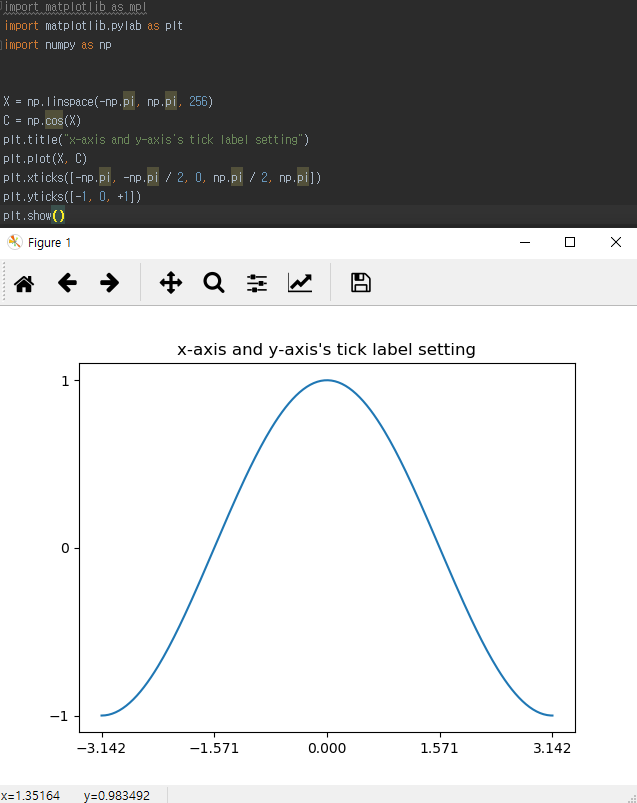 import matplotlib as mpl
import matplotlib.pylab as plt
import numpy as np
X = np.linspace(-np.pi, np.pi, 256)
C = np.cos(X)
plt.title("x-axis and y-axis's tick label setting")
plt.plot(X, C)
plt.xticks([-np.pi, -np.pi / 2, 0, np.pi / 2, np.pi])
plt.yticks([-1, 0, +1])
plt.show()
Figure 1
x-axis and y-axis's tick label setting
1
0
−1
−3.142 −1.571 0.000 1.571 3.142
x=1.35164 y=0.983492